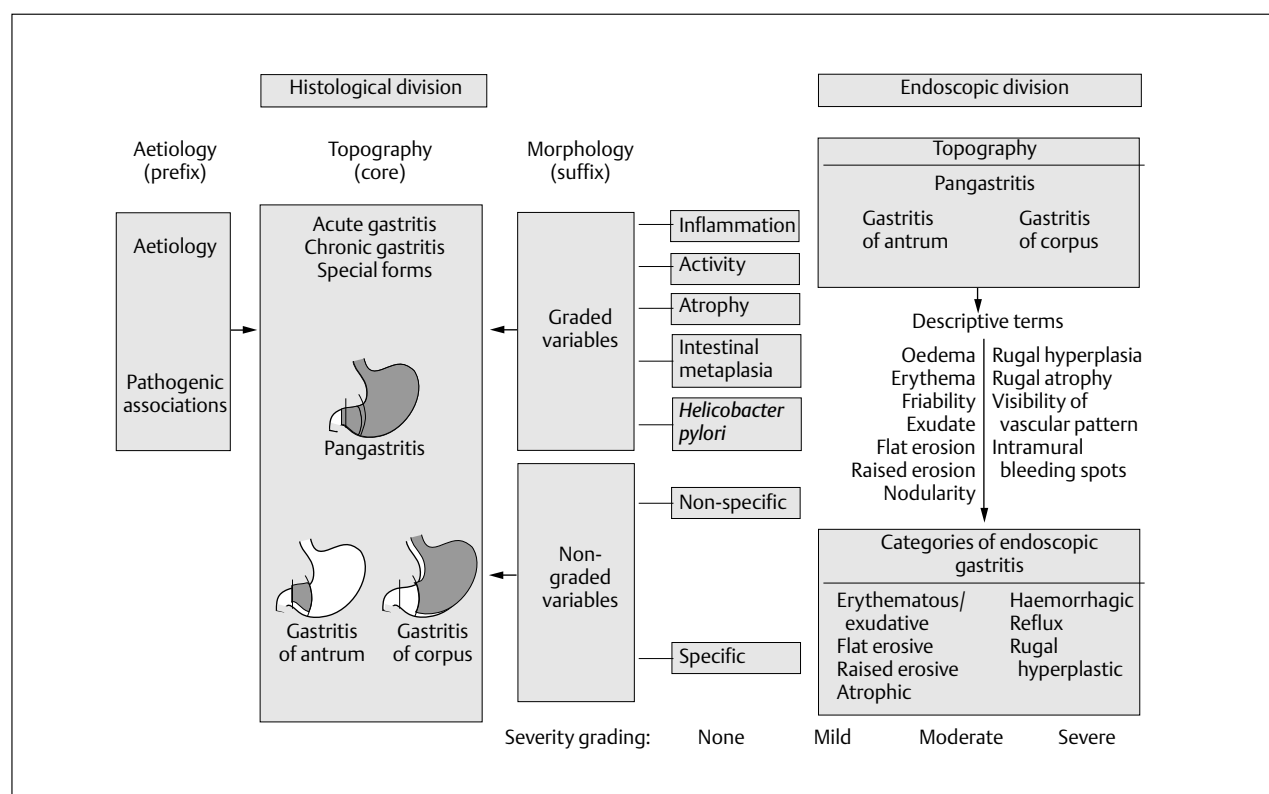 Histological division
Endoscopic division
Aetiology
(prefix)
Topography
(core)
Morphology
(suffix)
Aetiology
Pathogenic
associations
Acute gastritis
Chronic gastritis
Special forms
Pangastritis
Gastritis
of antrum
Gastritis
of corpus
Graded
variables
Non-
graded
variables
Inflammation
Activity
Atrophy
Intestinal
metaplasia
Helicobacter
pylori
Non-specific
Specific
Topography
Pangastritis
Gastritis
of antrum
Gastritis
of corpus
Descriptive terms
Oedema
Erythema
Friability
Exudate
Flat erosion
Raised erosion
Nodularity
Rugal hyperplasia
Rugal atrophy
Visibility of
vascular pattern
Intramural
bleeding spots
Categories of endoscopic
gastritis
Erythematous/
exudative
Flat erosive
Raised erosive
Atrophic
Haemorrhagic
Reflux
Rugal
hyperplastic
Severity grading: None Mild Moderate Severe